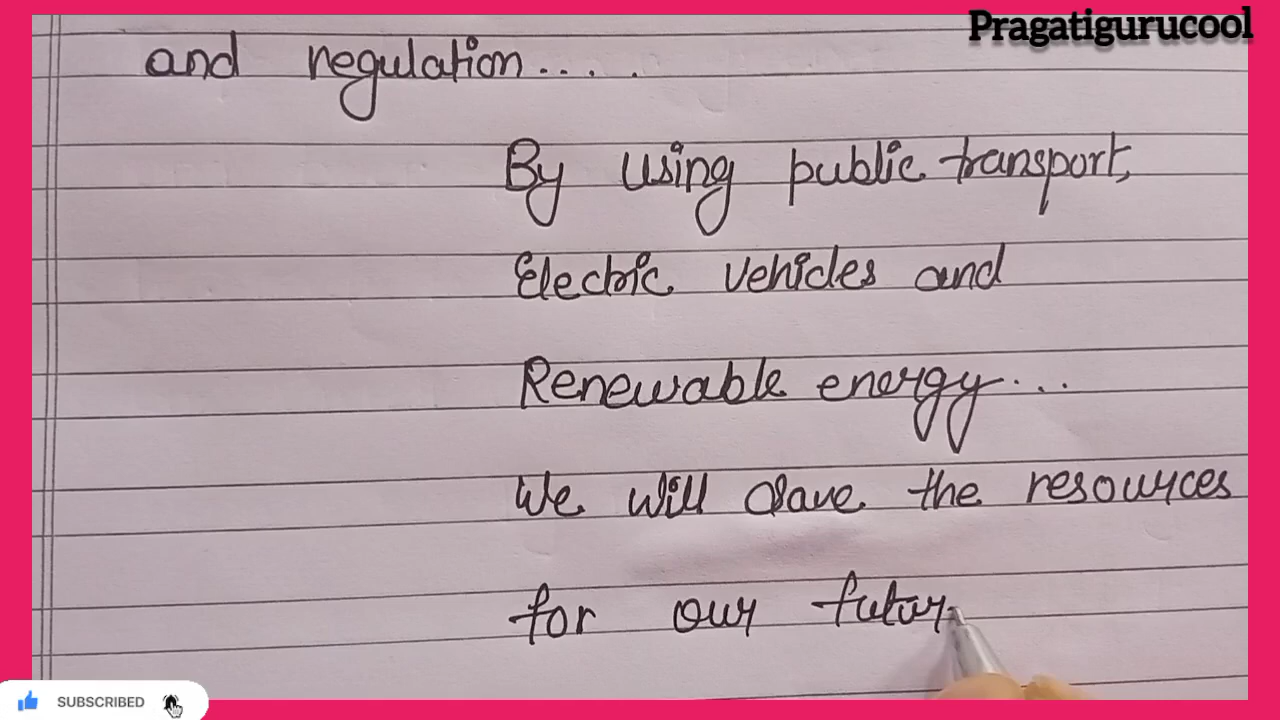 Pragatigurucool
and regulation....
By using public transport,
Electric vehicles and
Renewable energy...
We will save the resources
for our futur
SUBSCRIBED